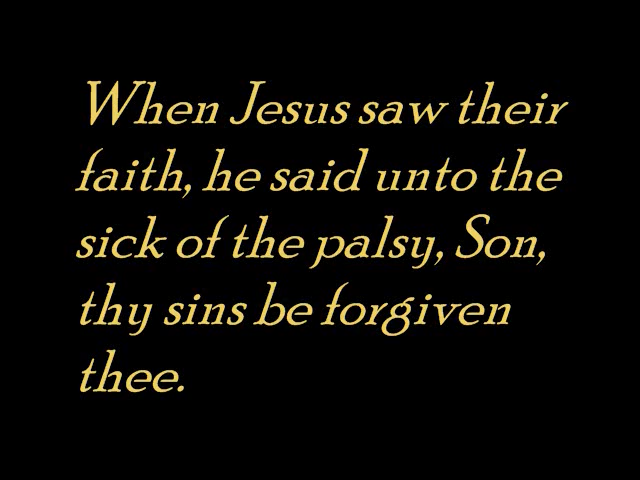 When Jesus saw their
faith, he said unto the
sick of the palsy, Son,
thy sins be forgiven
thee.